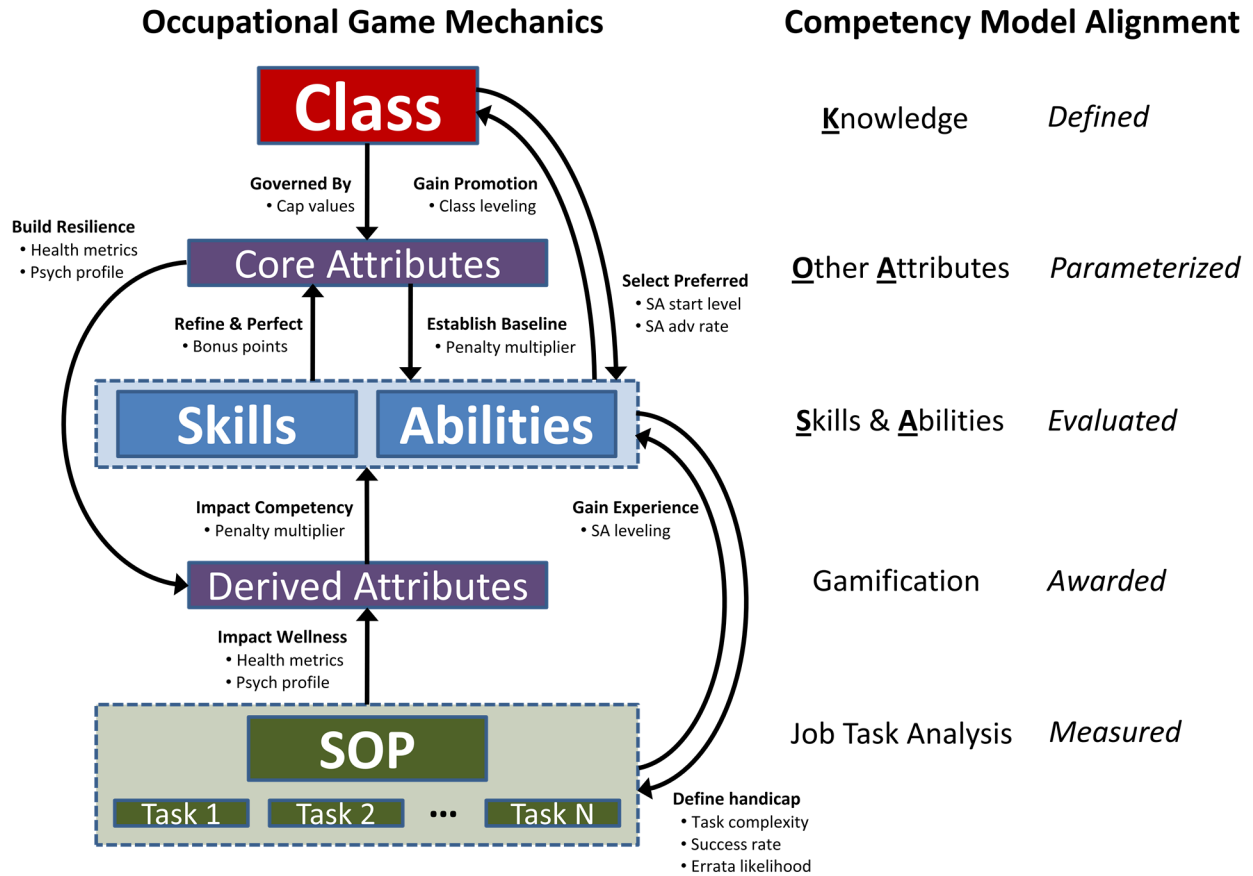 Occupational Game Mechanics
Competency Model Alignment
Class
Knowledge
Defined
Governed By
• Cap values
Gain Promotion
• Class leveling
Build Resilience
• Health metrics
• Psych profile
Core Attributes
Other Attributes
Parameterized
Select Preferred
• SA start level
• SA adv rate
Refine & Perfect
• Bonus points
Establish Baseline
• Penalty multiplier
Skills
Abilities
Skills & Abilities
Evaluated
Impact Competency
• Penalty multiplier
Gain Experience
• SA leveling
Derived Attributes
Gamification
Awarded
Impact Wellness
• Health metrics
• Psych profile
SOP
Job Task Analysis
Measured
Task 1
Task 2
...
Task N
Define handicap
• Task complexity
• Success rate
• Errata likelihood